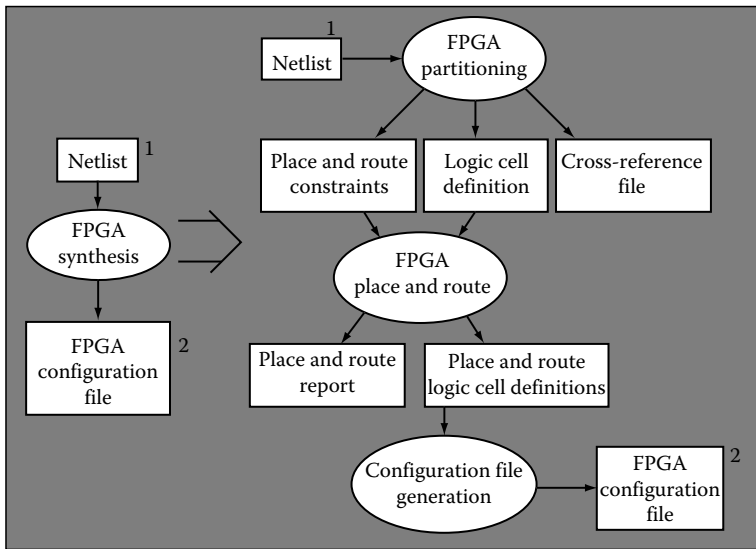 1
Netlist
FPGA
synthesis
2
FPGA
configuration
file
1
Netlist
FPGA
partitioning
Place and route
constraints
Logic cell
definition
Cross-reference
file
FPGA
place and route
Place and route
report
Place and route
logic cell definitions
Configuration file
generation
2
FPGA
configuration
file